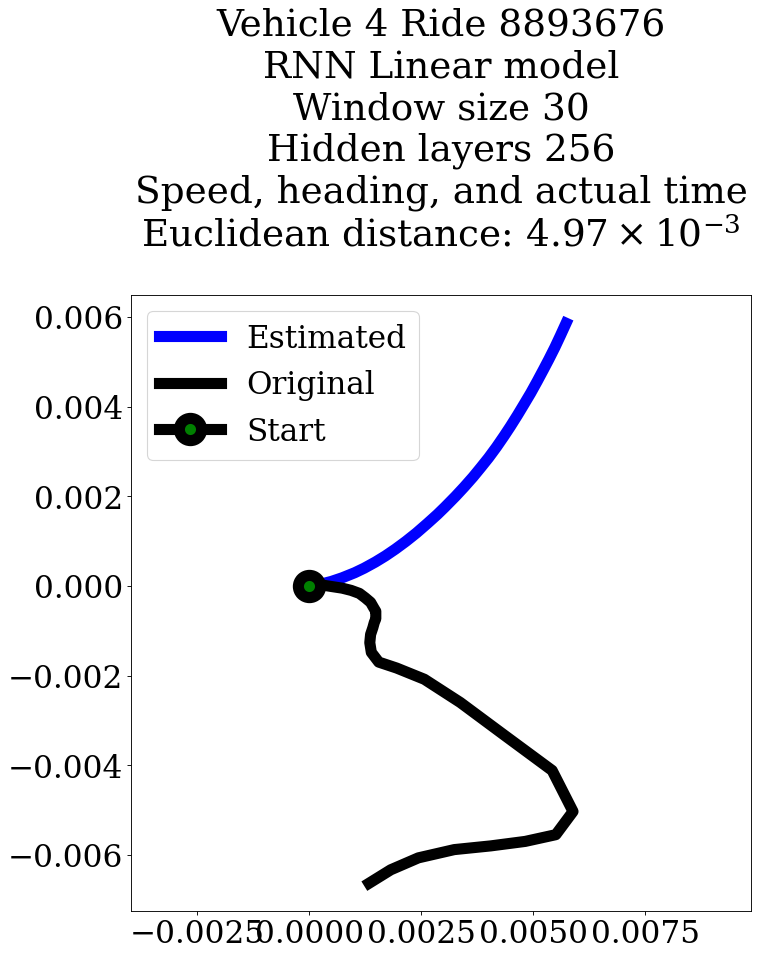 Vehicle 4 Ride 8893676
RNN Linear model
Window size 30
Hidden layers 256
Speed, heading, and actual time
Euclidean distance: 4.97 × 10⁻³
Estimated
Original
Start
0.006
0.004
0.002
0.000
−0.002
−0.004
−0.006
−0.0025 0.0000 0.0025 0.0050 0.0075